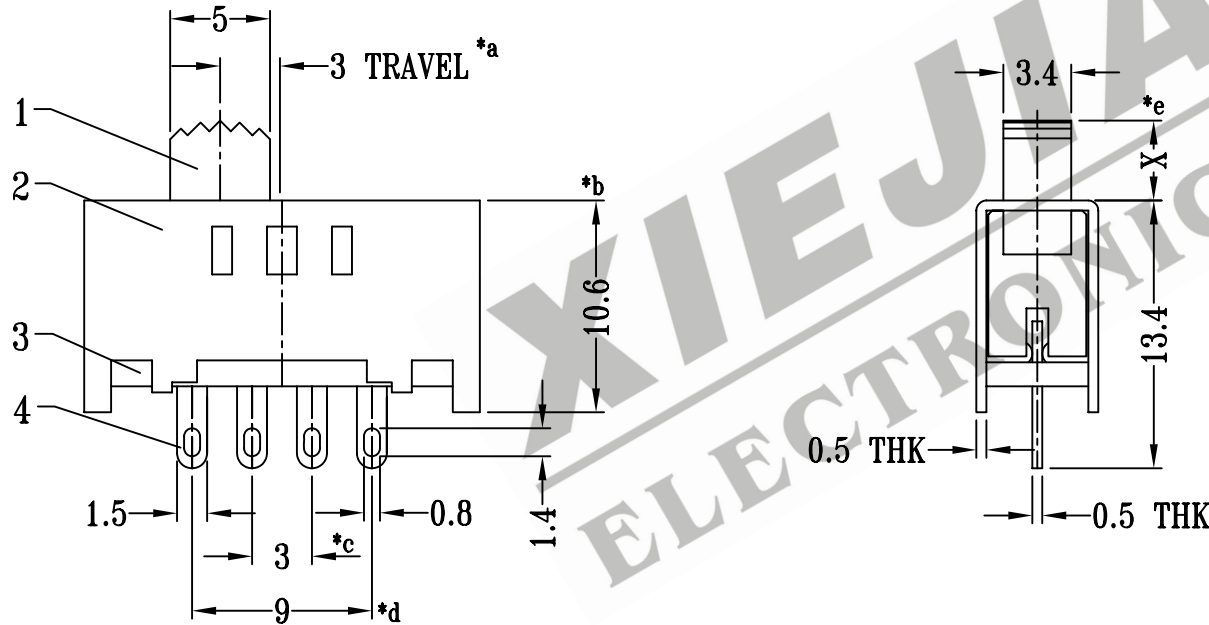 5
3 TRAVEL *a
1
2
3
4
*b
10.6
1.5
0.8
1.4
3 *c
9 *d
3.4
*e
X
13.4
0.5 THK
0.5 THK
XIEJIA
ELECTRONIC